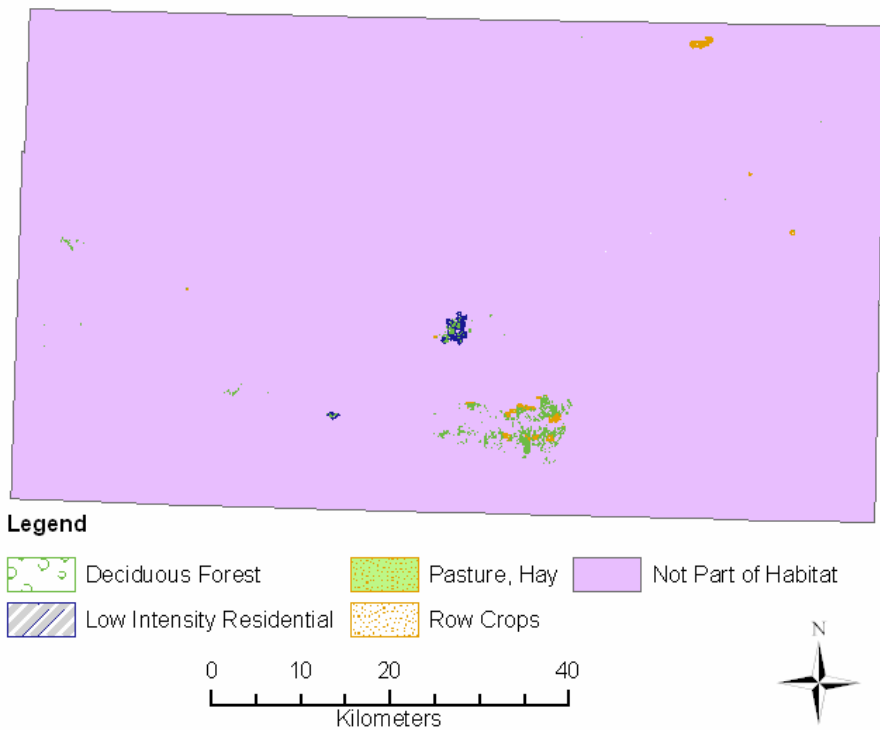 Legend
Deciduous Forest
Pasture, Hay
Not Part of Habitat
Low Intensity Residential
Row Crops
N
0 10 20 40
Kilometers